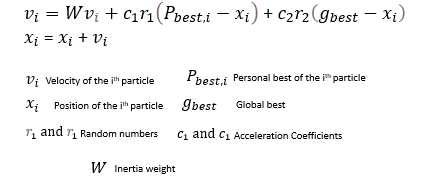 vᵢ = Wvᵢ + c₁r₁(P_best,i − xᵢ) + c₂r₂(g_best − xᵢ)
xᵢ = xᵢ + vᵢ
vᵢ Velocity of the iᵗʰ particle P_best,i Personal best of the iᵗʰ particle
xᵢ Position of the iᵗʰ particle g_best Global best
r₁ and r₁ Random numbers c₁ and c₁ Acceleration Coefficients
W Inertia weight